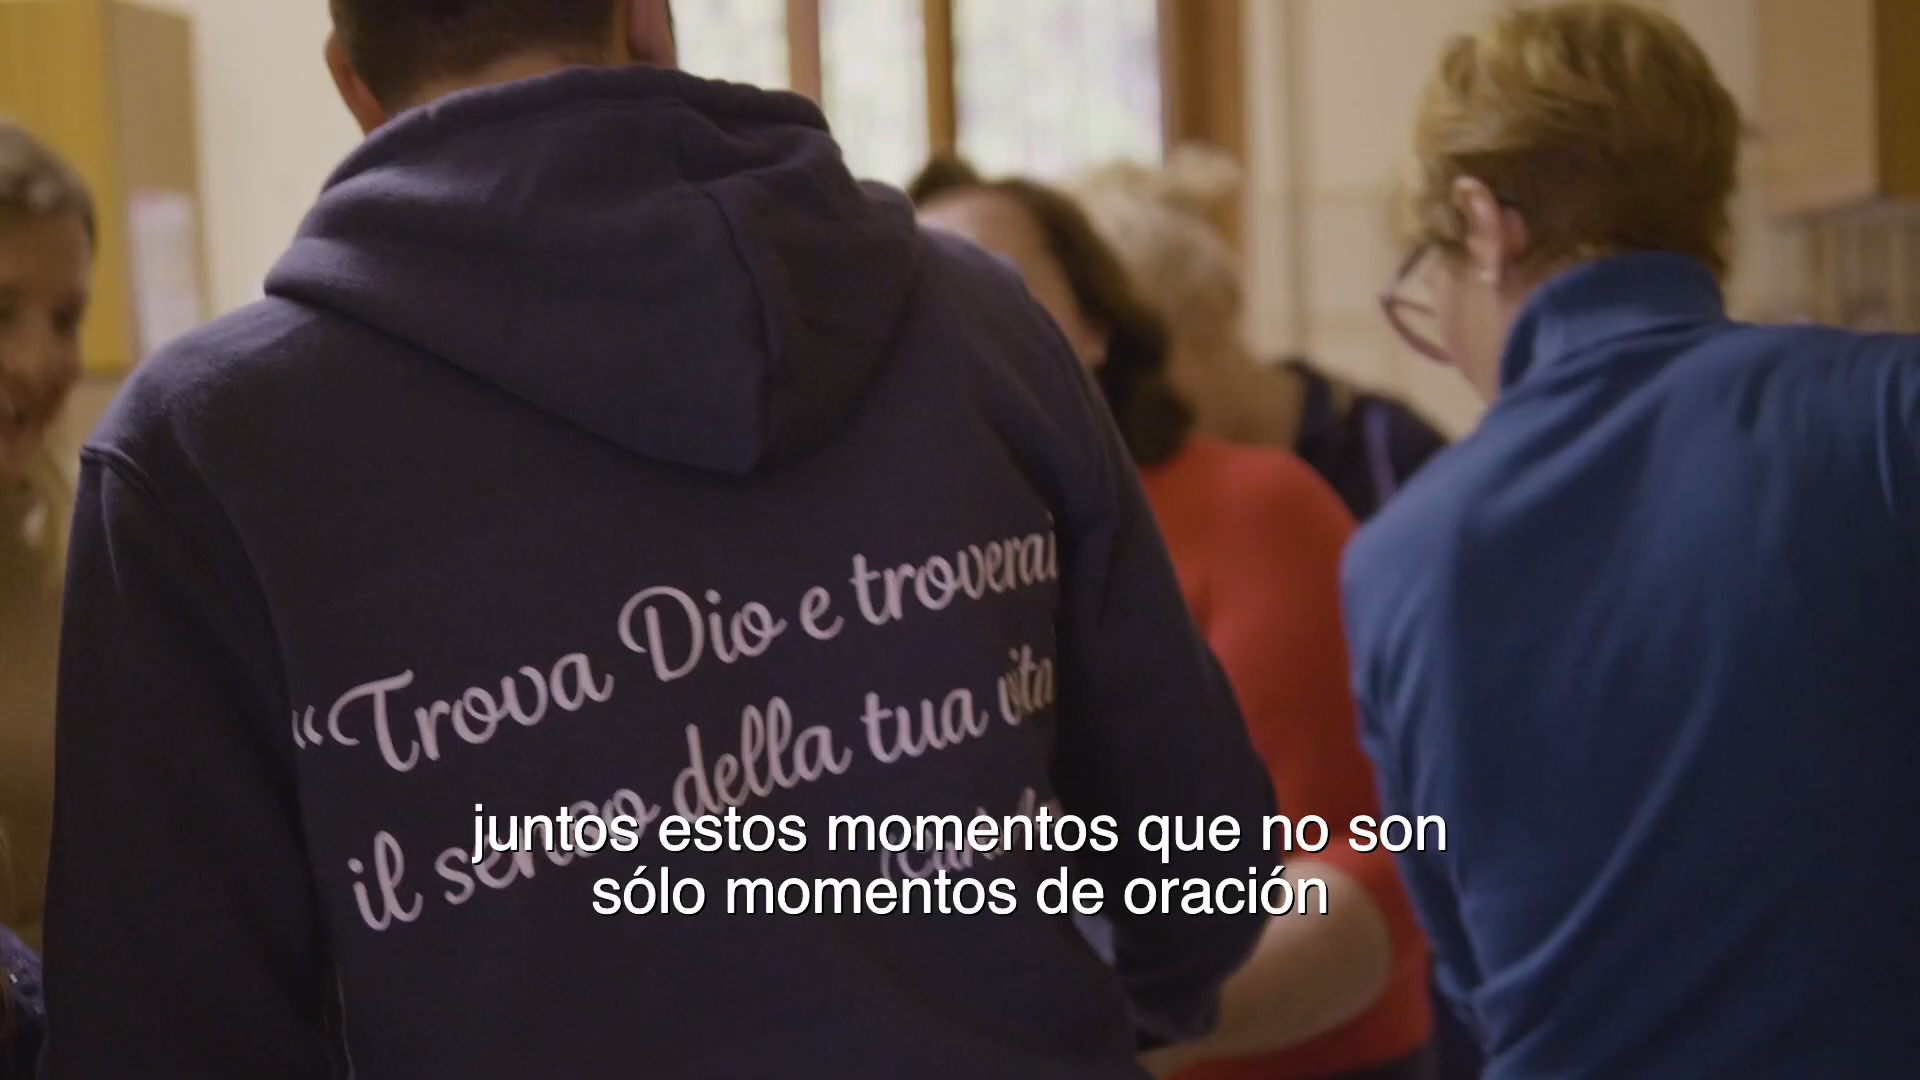 “Trova Dio e troverai
il senso della tua vita
juntos estos momentos que no son
sólo momentos de oración